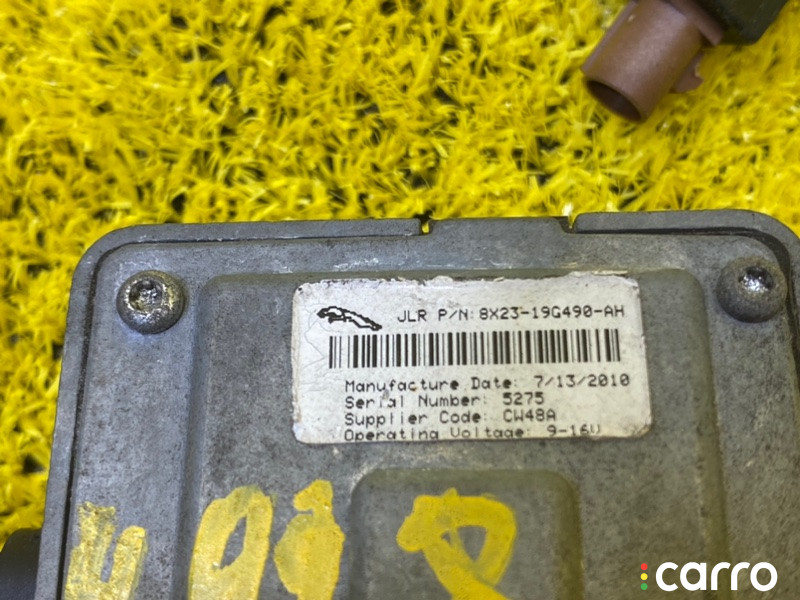 JLR P/N: 8X23-19G490-AH
Manufacture Date: 7/13/2010
Serial Number: 5275
Supplier Code: CW48A
Operating Voltage: 9-16V
carro